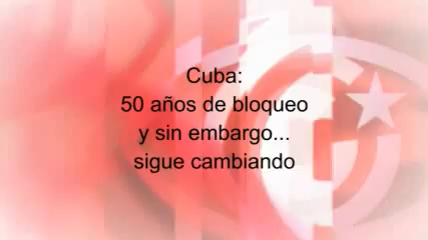 Cuba:
50 años de bloqueo
y sin embargo...
sigue cambiando